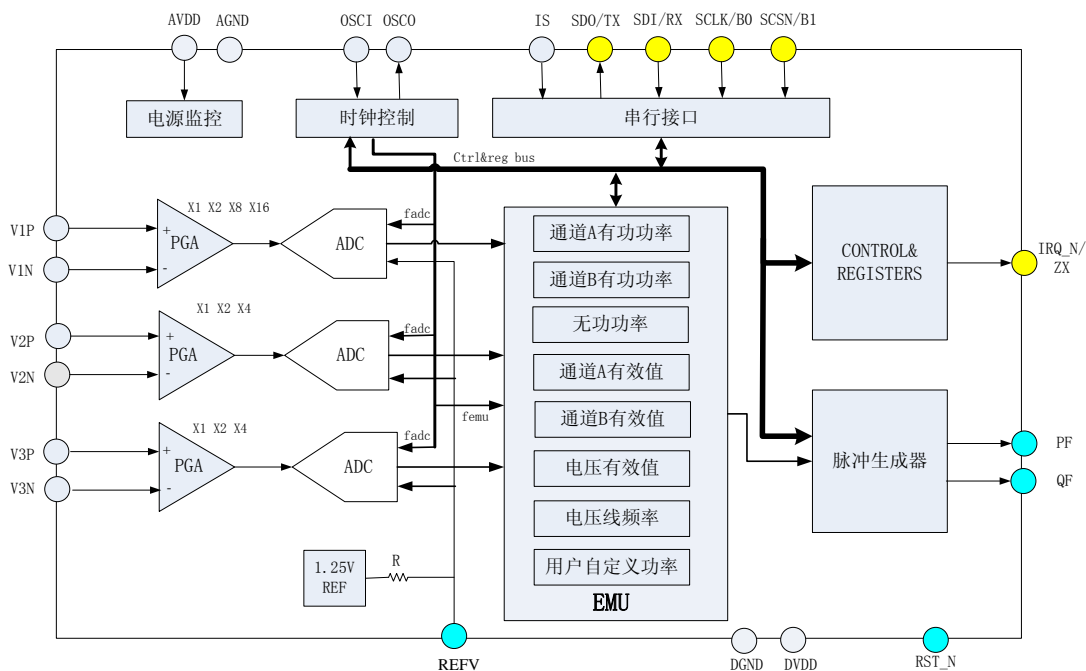 AVDD
AGND
OSCI
OSCO
IS
SDO/TX
SDI/RX
SCLK/B0
SCSN/B1
电源监控
时钟控制
串行接口
Ctrl&reg bus
X1 X2 X8 X16
V1P
V1N
+
-
PGA
ADC
fadc
X1 X2 X4
V2P
V2N
+
-
PGA
ADC
fadc
X1 X2 X4
V3P
V3N
+
-
PGA
ADC
fadc
femu
通道A有功功率
通道B有功功率
无功功率
通道A有效值
通道B有效值
电压有效值
电压线频率
用户自定义功率
EMU
CONTROL&
REGISTERS
IRQ_N/
ZX
脉冲生成器
PF
QF
1.25V
REF
R
REFV
DGND
DVDD
RST_N